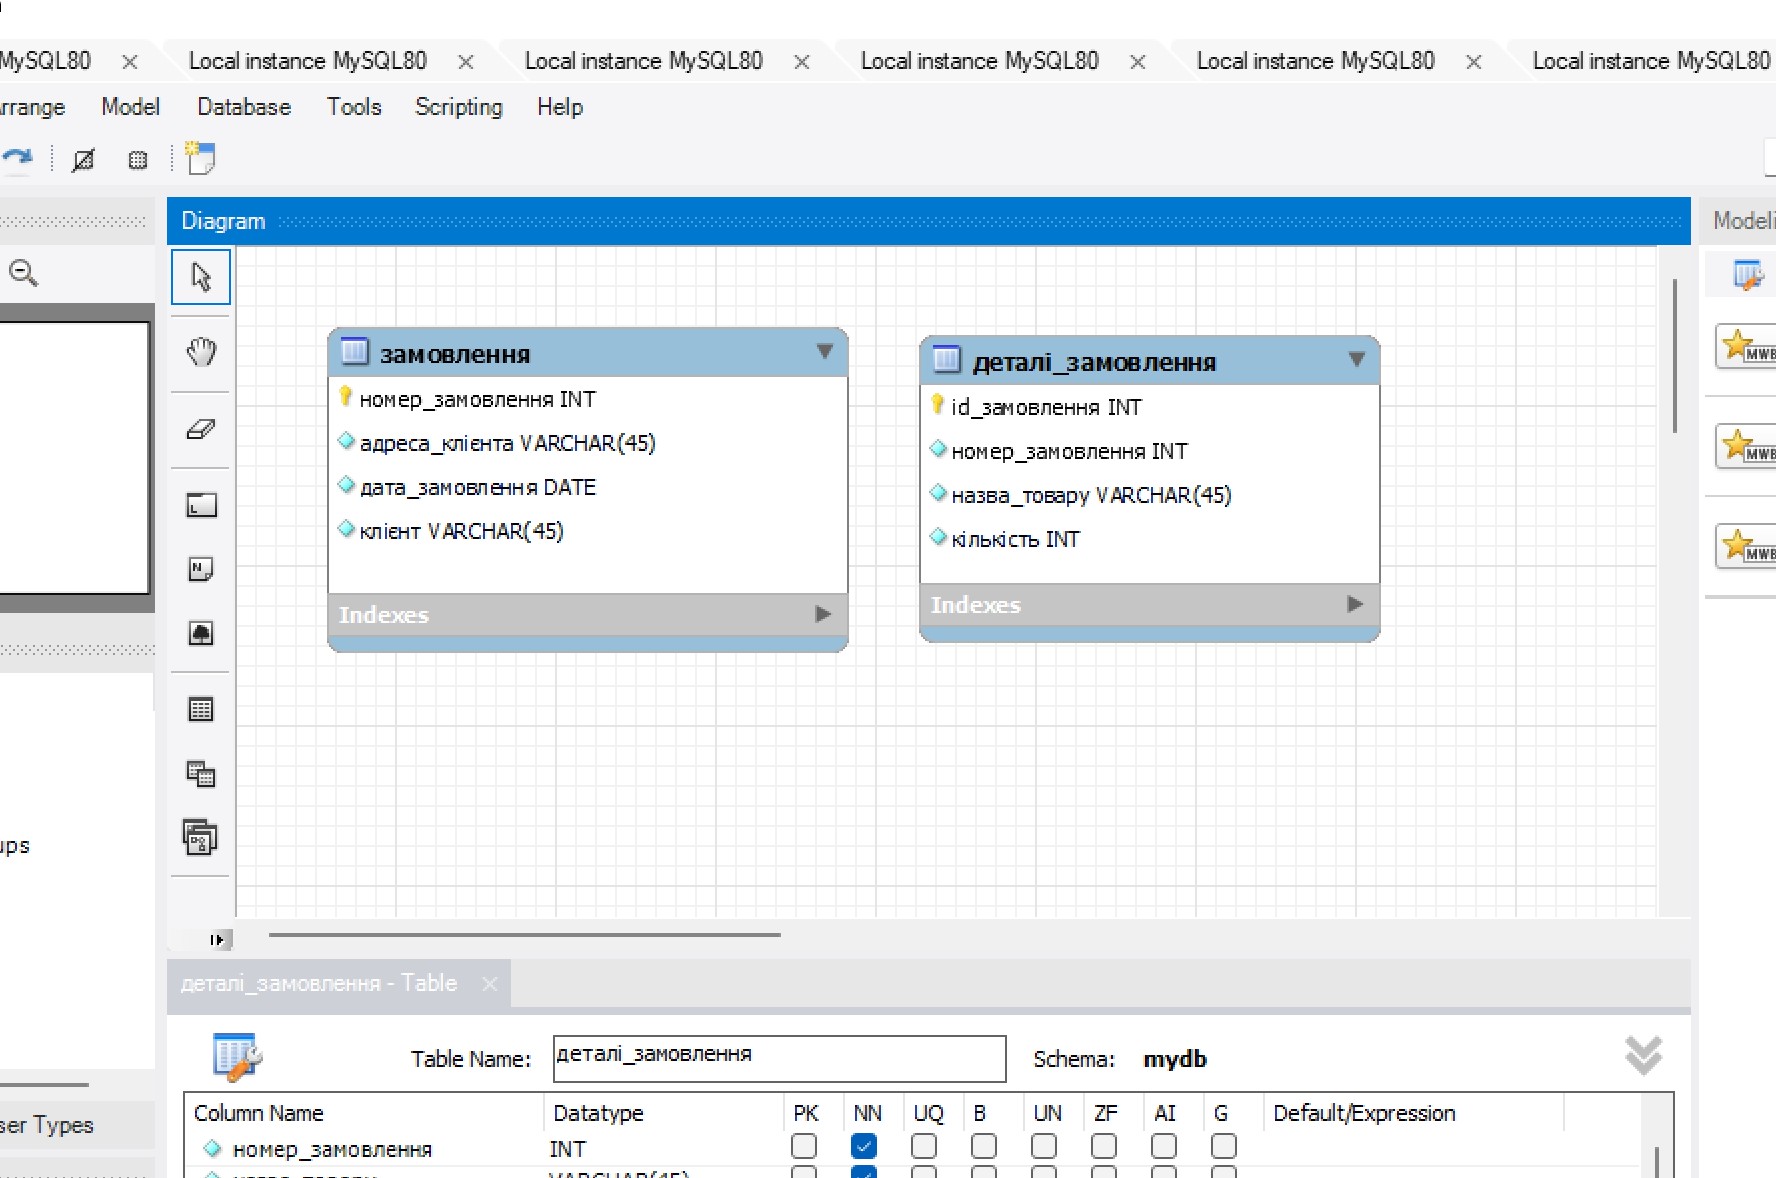 MySQL80 Local instance MySQL80 Local instance MySQL80 Local instance MySQL80 Local instance MySQL80 Local instance MySQL80
rrange Model Database Tools Scripting Help
Diagram
Modeli
замовлення
номер_замовлення INT
адреса_клієнта VARCHAR(45)
дата_замовлення DATE
клієнт VARCHAR(45)
Indexes
деталі_замовлення
id_замовлення INT
номер_замовлення INT
назва_товару VARCHAR(45)
кількість INT
Indexes
MWB
MWB
MWB
ups
деталі_замовлення - Table
Table Name: деталі_замовлення Schema: mydb
ser Types
Column Name Datatype PK NN UQ B UN ZF AI G Default/Expression
номер_замовлення INT